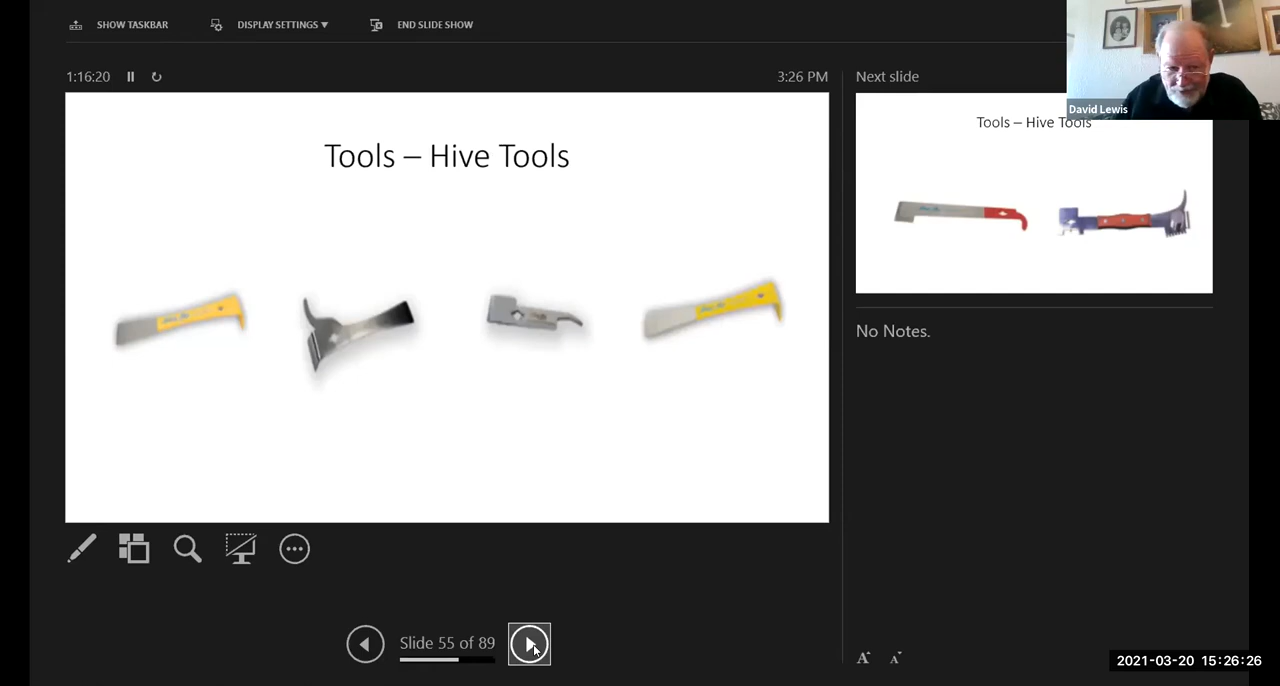 SHOW TASKBAR
DISPLAY SETTINGS ▼
END SLIDE SHOW
1:16:20
3:26 PM
Next slide
David Lewis
Tools – Hive Tools
Tools – Hive Tools
No Notes.
Slide 55 of 89
A A
2021-03-20 15:26:26